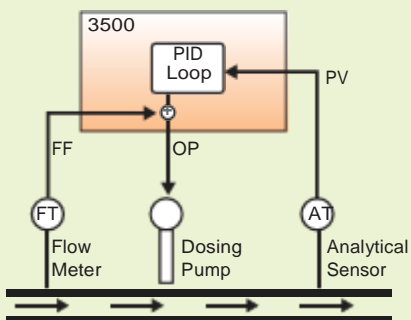 3500
PID
Loop
PV
+
FF
OP
FT
AT
Flow
Meter
Dosing
Pump
Analytical
Sensor